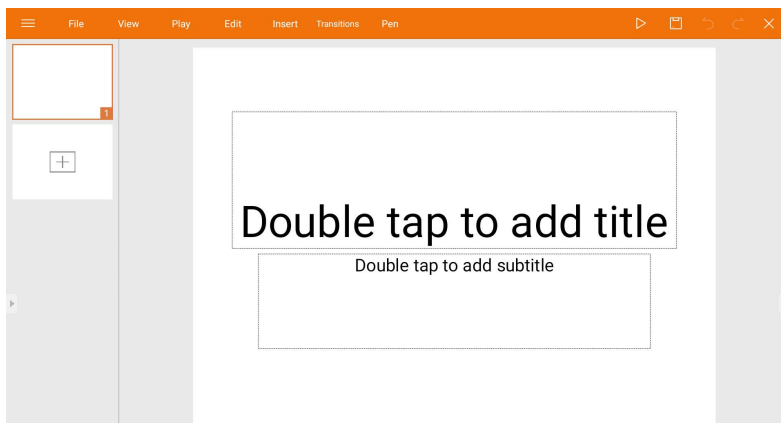 File View Play Edit Insert Transitions Pen
1
Double tap to add title
Double tap to add subtitle